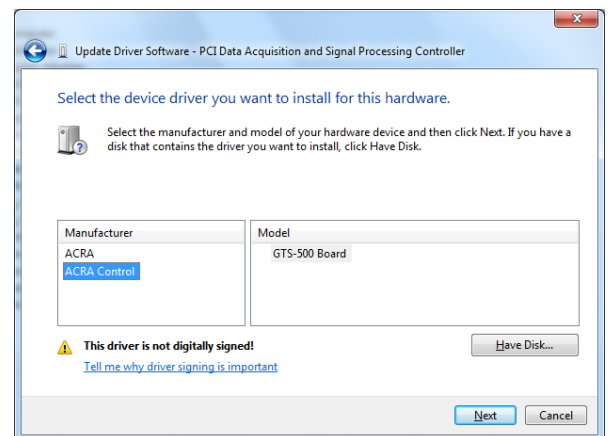 Update Driver Software - PCI Data Acquisition and Signal Processing Controller
Select the device driver you want to install for this hardware.
Select the manufacturer and model of your hardware device and then click Next. If you have a
disk that contains the driver you want to install, click Have Disk.
Manufacturer
ACRA
ACRA Control
Model
GTS-500 Board
This driver is not digitally signed!
Tell me why driver signing is important
Have Disk...
Next
Cancel